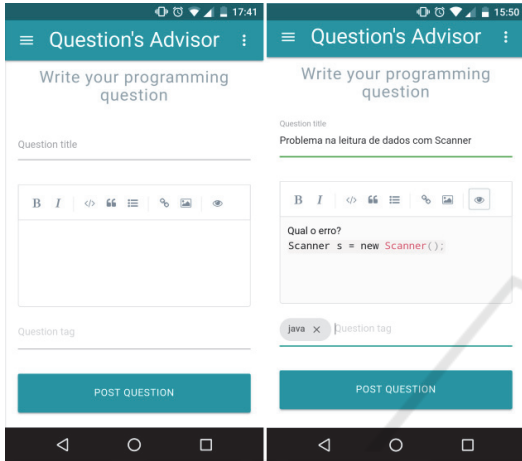 17:41
Question's Advisor
Write your programming
question
Question title
B I
Question tag
POST QUESTION
15:50
Question's Advisor
Write your programming
question
Question title
Problema na leitura de dados com Scanner
B I
Qual o erro?
Scanner s = new Scanner();
java × Question tag
POST QUESTION